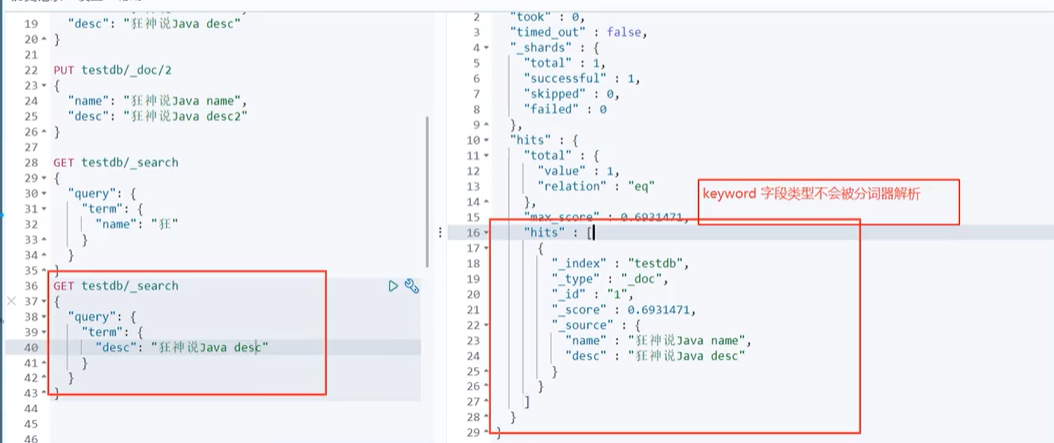 19 "desc": "狂神说Java desc"
20 }
21
22 PUT testdb/_doc/2
23 {
24 "name": "狂神说Java name",
25 "desc": "狂神说Java desc2"
26 }
27
28 GET testdb/_search
29 {
30 "query": {
31 "term": {
32 "name": "狂"
33 }
34 }
35 }
36 GET testdb/_search
37 {
38 "query": {
39 "term": {
40 "desc": "狂神说Java desc"
41 }
42 }
43 }
44
45
46
2 "took" : 0,
3 "timed_out" : false,
4 "_shards" : {
5 "total" : 1,
6 "successful" : 1,
7 "skipped" : 0,
8 "failed" : 0
9 },
10 "hits" : {
11 "total" : {
12 "value" : 1,
13 "relation" : "eq"
14 },
15 "max_score" : 0.6931471,
16 "hits" : [
17 {
18 "_index" : "testdb",
19 "_type" : "_doc",
20 "_id" : "1",
21 "_score" : 0.6931471,
22 "_source" : {
23 "name" : "狂神说Java name",
24 "desc" : "狂神说Java desc"
25 }
26 }
27 ]
28 }
29 }
keyword 字段类型不会被分词器解析